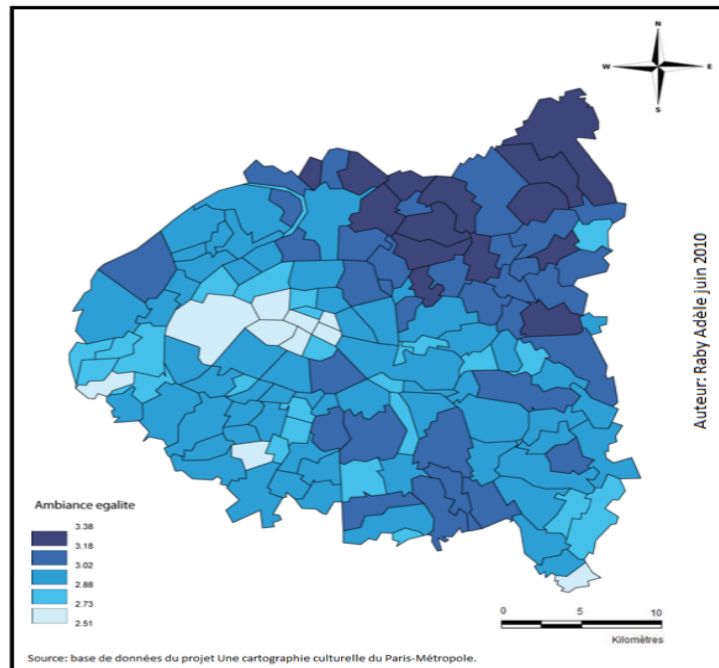 N
W E
S
Auteur: Raby Adèle juin 2010
Ambiance egalite
3.38
3.18
3.02
2.88
2.73
2.51
0 5 10
Kilomètres
Source: base de données du projet Une cartographie culturelle du Paris-Métropole.